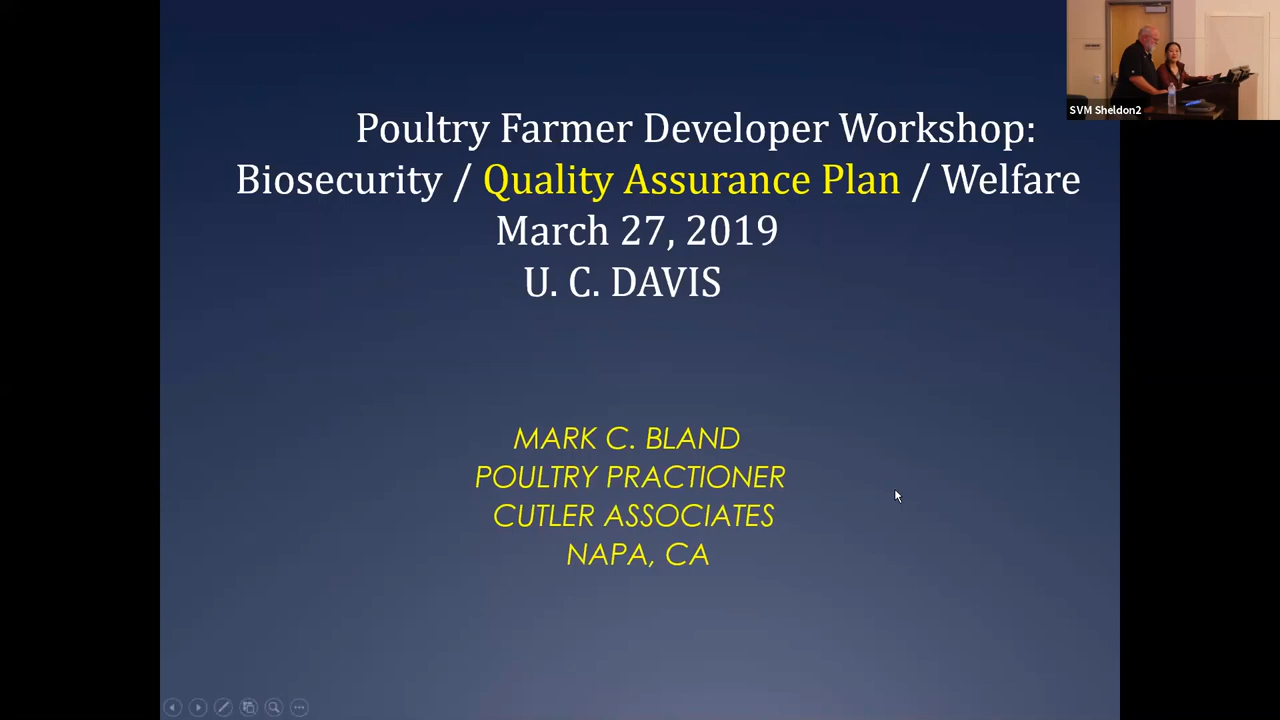 SVM Sheldon2
Poultry Farmer Developer Workshop:
Biosecurity / Quality Assurance Plan / Welfare
March 27, 2019
U. C. DAVIS
MARK C. BLAND
POULTRY PRACTIONER
CUTLER ASSOCIATES
NAPA, CA